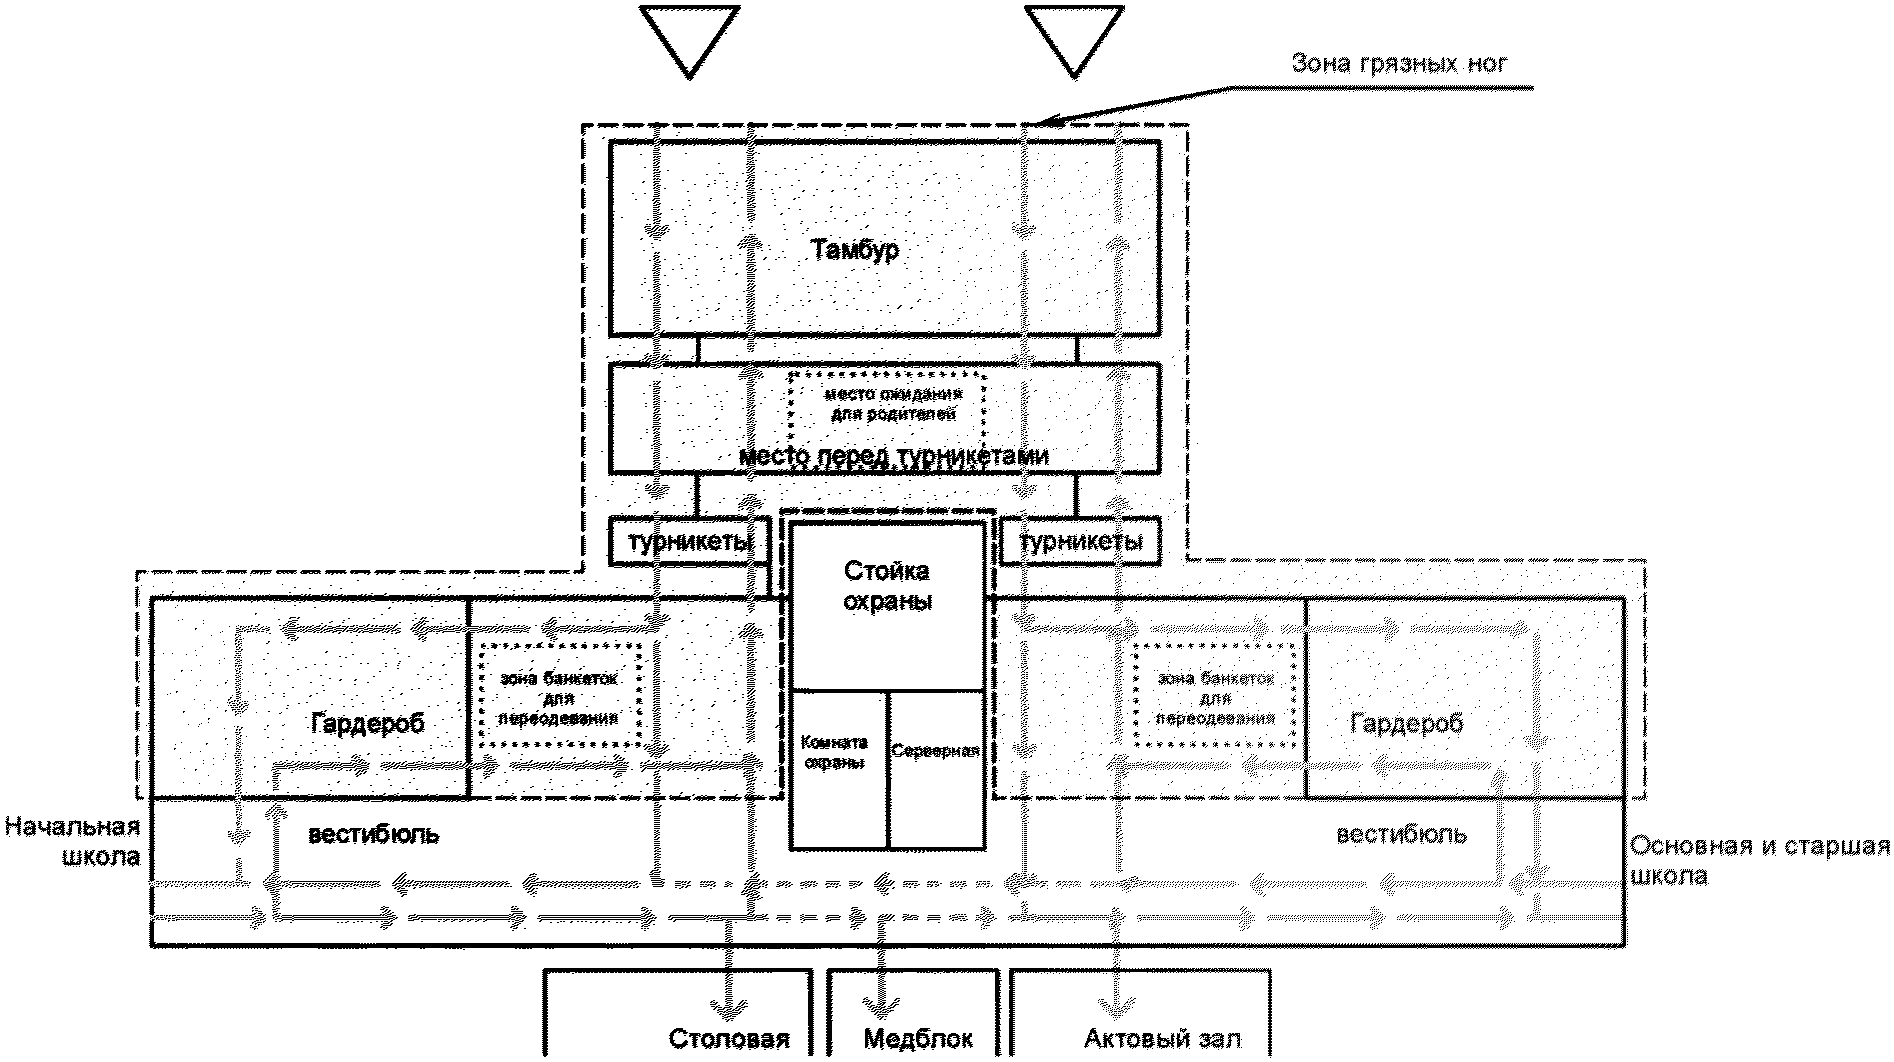 Зона грязных ног
Тамбур
место ожидания
для родителей
место перед турникетами
турникеты
турникеты
Стойка
охраны
зона банкеток
для
переодевания
зона банкеток
для
переодевания
Гардероб
Гардероб
Комната
охраны
Серверная
Начальная
школа
вестибюль
вестибюль
Основная и старшая
школа
Столовая
Медблок
Актовый зал